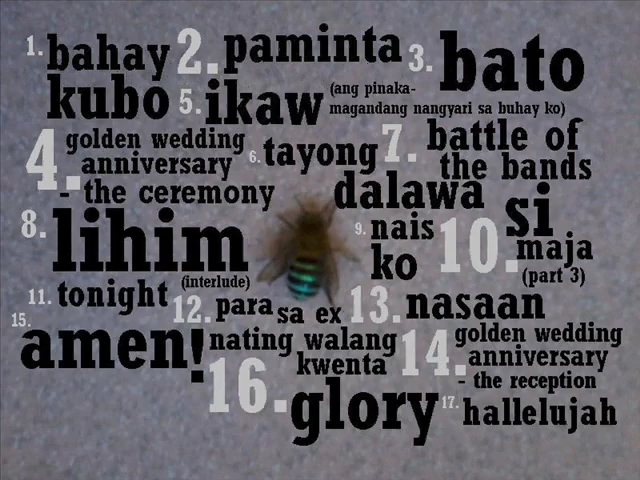 1. bahay kubo
2. paminta
3. bato
4. golden wedding anniversary - the ceremony
5. ikaw (ang pinaka-magandang nangyari sa buhay ko)
6. tayong dalawa
7. battle of the bands
8. lihim (interlude)
9. nais ko
10. si maja (part 3)
11. tonight
12. para sa ex nating walang kwenta
13. nasaan
14. golden wedding anniversary - the reception
15. amen!
16. glory
17. hallelujah